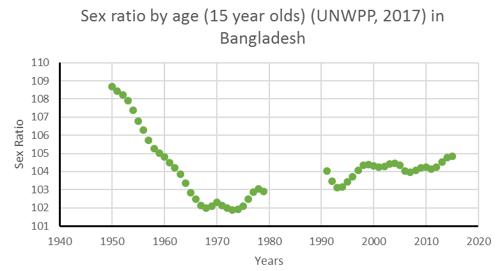 Sex ratio by age (15 year olds) (UNWPP, 2017) in
Bangladesh
110
109
108
107
106
105
104
103
102
101
Sex Ratio
1940 1950 1960 1970 1980 1990 2000 2010 2020
Years